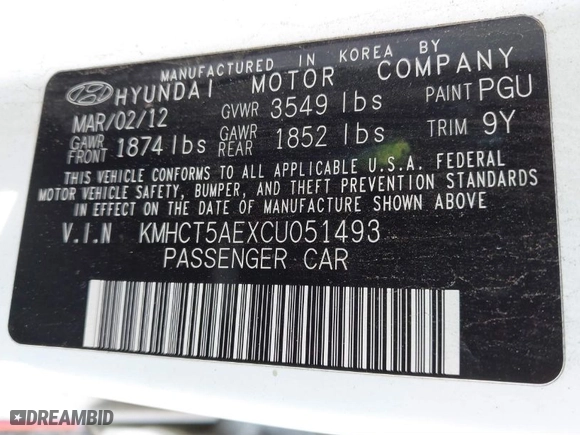 MANUFACTURED IN KOREA BY
HYUNDAI MOTOR COMPANY
MAR/02/12 GVWR 3549 lbs PAINT PGU
GAWR FRONT 1874 lbs GAWR REAR 1852 lbs TRIM 9Y
THIS VEHICLE CONFORMS TO ALL APPLICABLE U.S.A. FEDERAL
MOTOR VEHICLE SAFETY, BUMPER, AND THEFT PREVENTION STANDARDS
IN EFFECT ON THE DATE OF MANUFACTURE SHOWN ABOVE
V.I.N KMHCT5AEXCU051493
PASSENGER CAR
DREAMBID